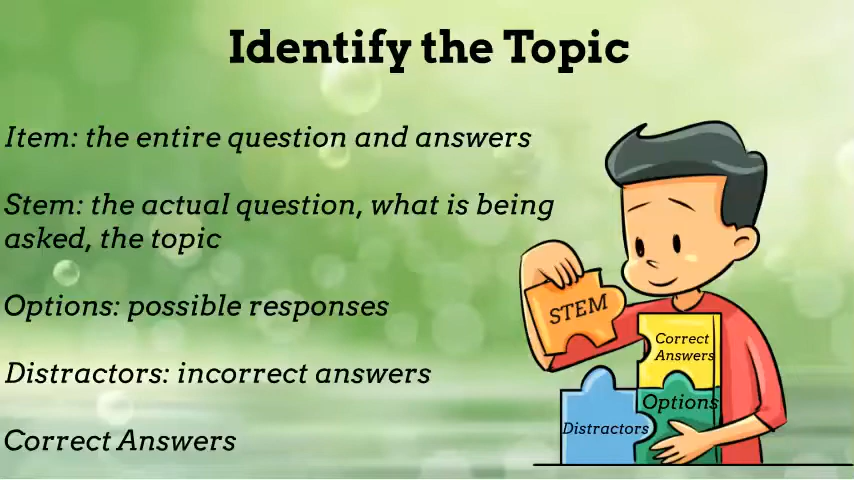 Identify the Topic
Item: the entire question and answers
Stem: the actual question, what is being
asked, the topic
Options: possible responses
Distractors: incorrect answers
Correct Answers
STEM
Correct
Answers
Options
Distractors